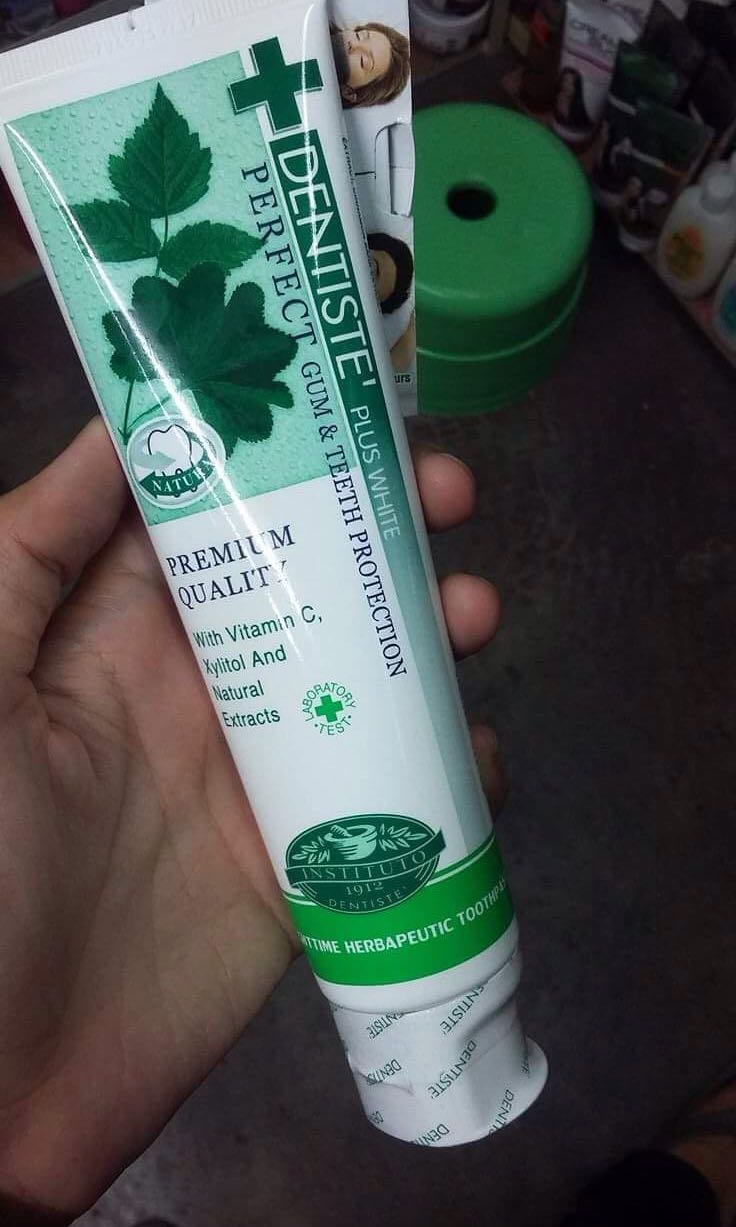 DENTISTE' PLUS WHITE
PERFECT GUM & TEETH PROTECTION
PREMIUM
QUALITY
With Vitamin C,
Xylitol And
Natural
Extracts
LABORATORY
TEST
INSTITUTO
1912
DENTISTE'
HERBAPEUTIC
DENTISTE'
DENTISTE'
DENTISTE'